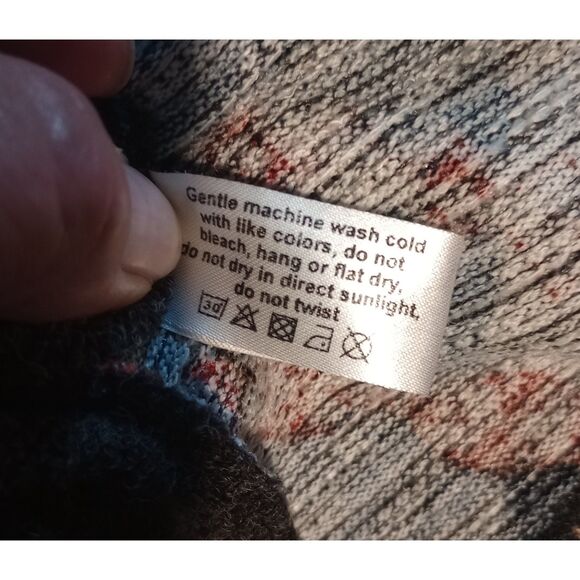 Gentle machine wash cold
with like colors, do not
bleach, hang or flat dry,
do not dry in direct sunlight,
do not twist
30